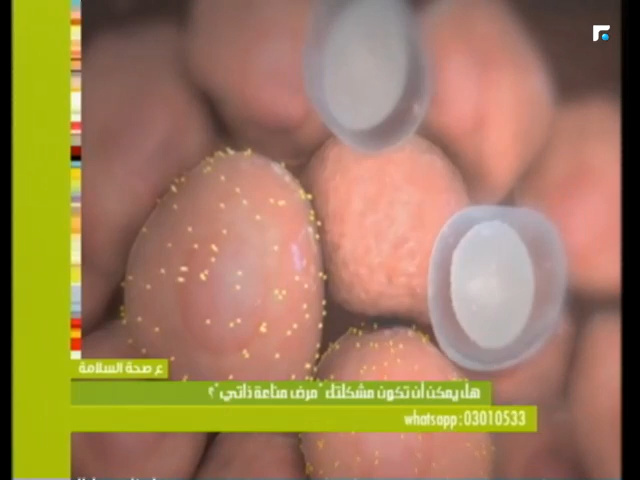 ع صحة السلامة
هل يمكن أن تكون مشكلتك "مرض مناعة ذاتي"؟
whatsapp:03010533